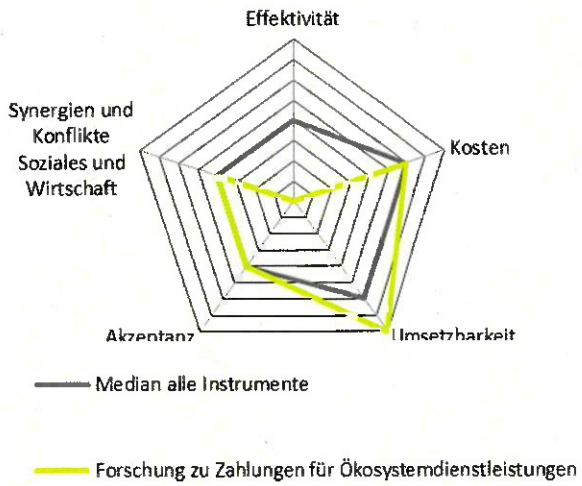 Effektivität
Synergien und
Konflikte
Soziales und
Wirtschaft
Kosten
Akzeptanz
Umsetzbarkeit
Median alle Instrumente
Forschung zu Zahlungen für Ökosystemdienstleistungen